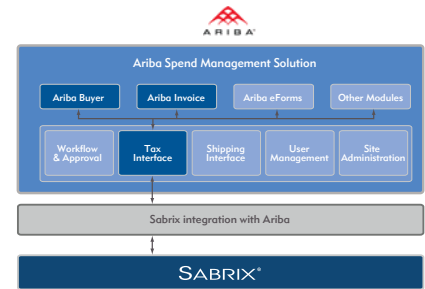 ARIBA
Ariba Spend Management Solution
Ariba Buyer
Ariba Invoice
Ariba eForms
Other Modules
Workflow
& Approval
Tax
Interface
Shipping
Interface
User
Management
Site
Administration
Sabrix integration with Ariba
SABRIX®